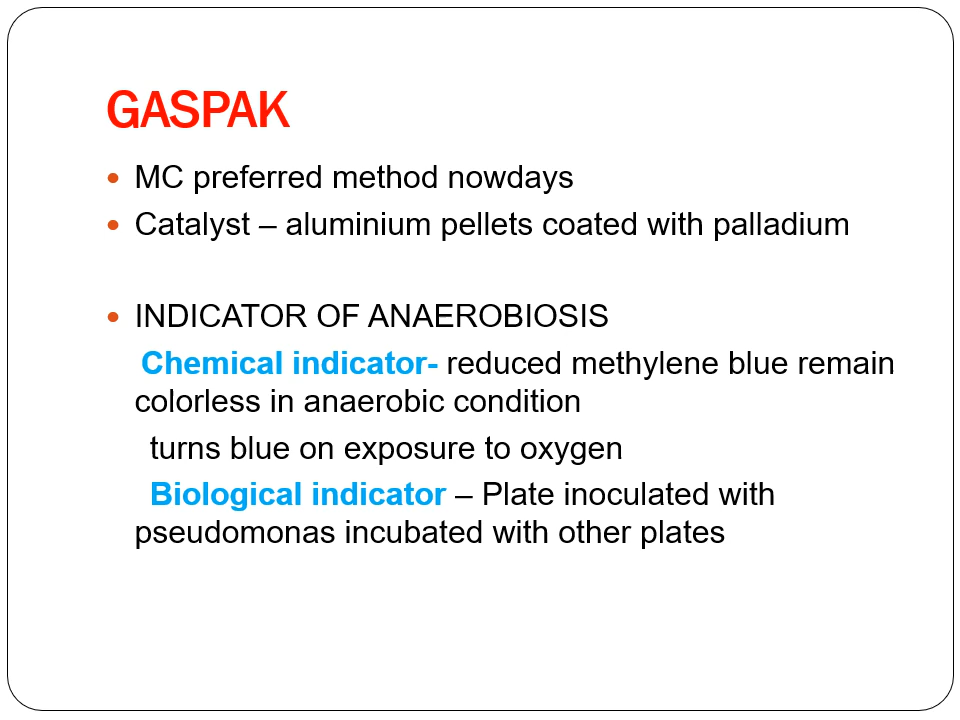 GASPAK
• MC preferred method nowdays
• Catalyst – aluminium pellets coated with palladium
• INDICATOR OF ANAEROBIOSIS
Chemical indicator- reduced methylene blue remain
colorless in anaerobic condition
turns blue on exposure to oxygen
Biological indicator – Plate inoculated with
pseudomonas incubated with other plates